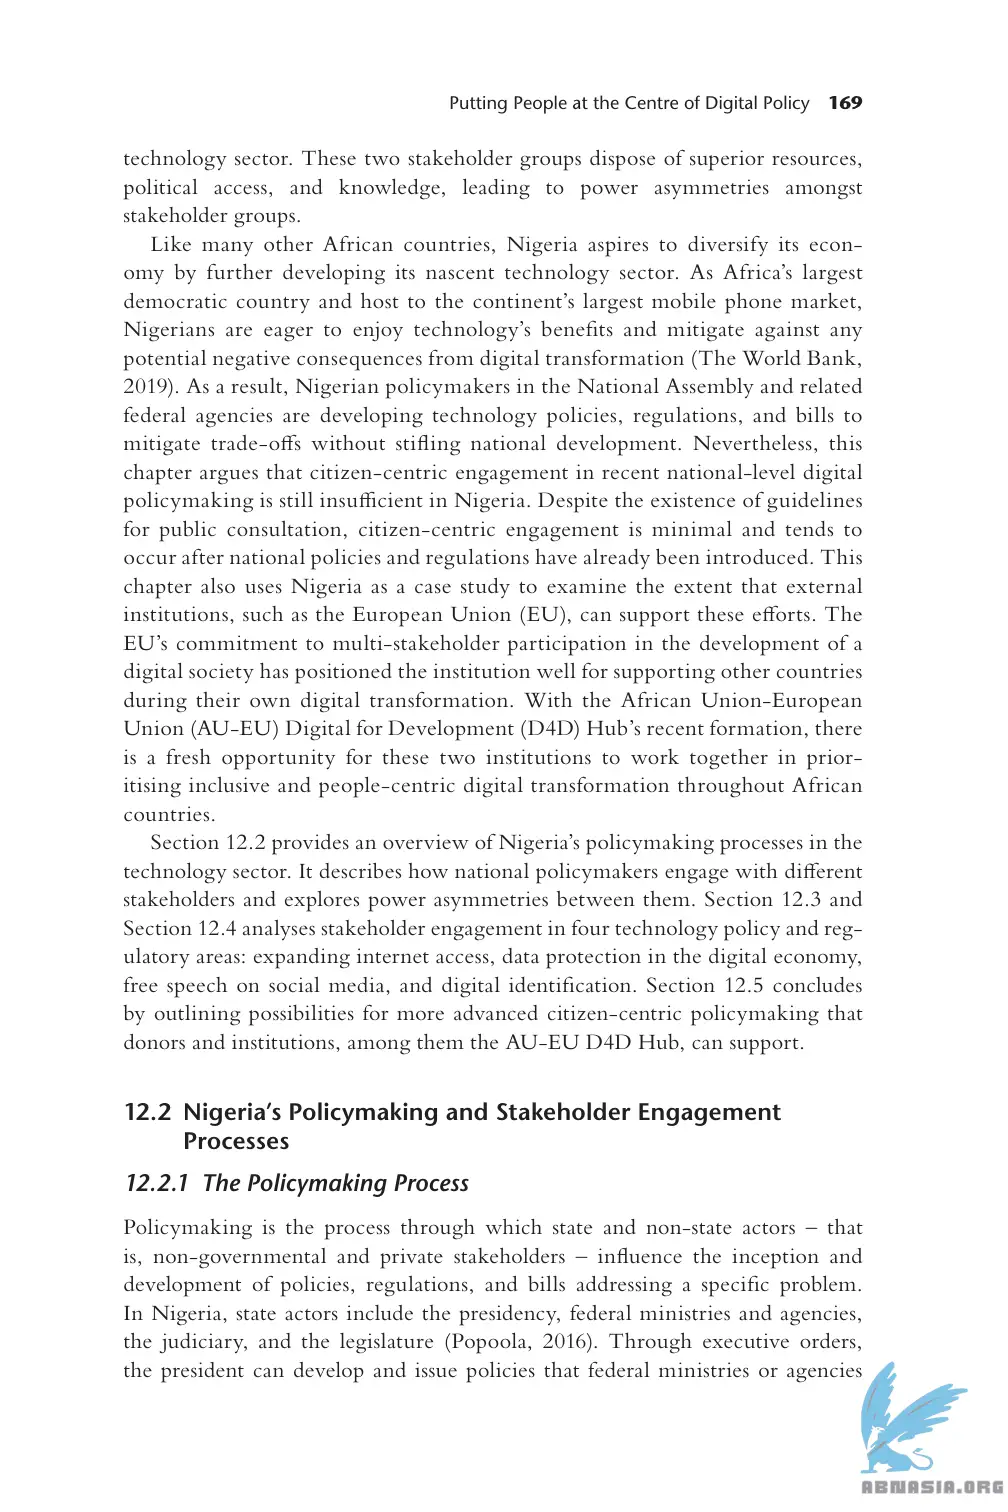 Putting People at the Centre of Digital Policy 169
technology sector. These two stakeholder groups dispose of superior resources,
political access, and knowledge, leading to power asymmetries amongst
stakeholder groups.
Like many other African countries, Nigeria aspires to diversify its econ-
omy by further developing its nascent technology sector. As Africa’s largest
democratic country and host to the continent’s largest mobile phone market,
Nigerians are eager to enjoy technology’s benefits and mitigate against any
potential negative consequences from digital transformation (The World Bank,
2019). As a result, Nigerian policymakers in the National Assembly and related
federal agencies are developing technology policies, regulations, and bills to
mitigate trade-offs without stifling national development. Nevertheless, this
chapter argues that citizen-centric engagement in recent national-level digital
policymaking is still insufficient in Nigeria. Despite the existence of guidelines
for public consultation, citizen-centric engagement is minimal and tends to
occur after national policies and regulations have already been introduced. This
chapter also uses Nigeria as a case study to examine the extent that external
institutions, such as the European Union (EU), can support these efforts. The
EU’s commitment to multi-stakeholder participation in the development of a
digital society has positioned the institution well for supporting other countries
during their own digital transformation. With the African Union-European
Union (AU-EU) Digital for Development (D4D) Hub’s recent formation, there
is a fresh opportunity for these two institutions to work together in prior-
itising inclusive and people-centric digital transformation throughout African
countries.
Section 12.2 provides an overview of Nigeria’s policymaking processes in the
technology sector. It describes how national policymakers engage with different
stakeholders and explores power asymmetries between them. Section 12.3 and
Section 12.4 analyses stakeholder engagement in four technology policy and reg-
ulatory areas: expanding internet access, data protection in the digital economy,
free speech on social media, and digital identification. Section 12.5 concludes
by outlining possibilities for more advanced citizen-centric policymaking that
donors and institutions, among them the AU-EU D4D Hub, can support.
12.2 Nigeria’s Policymaking and Stakeholder Engagement
Processes
12.2.1 The Policymaking Process
Policymaking is the process through which state and non-state actors – that
is, non-governmental and private stakeholders – influence the inception and
development of policies, regulations, and bills addressing a specific problem.
In Nigeria, state actors include the presidency, federal ministries and agencies,
the judiciary, and the legislature (Popoola, 2016). Through executive orders,
the president can develop and issue policies that federal ministries or agencies
ABNASIA.ORG